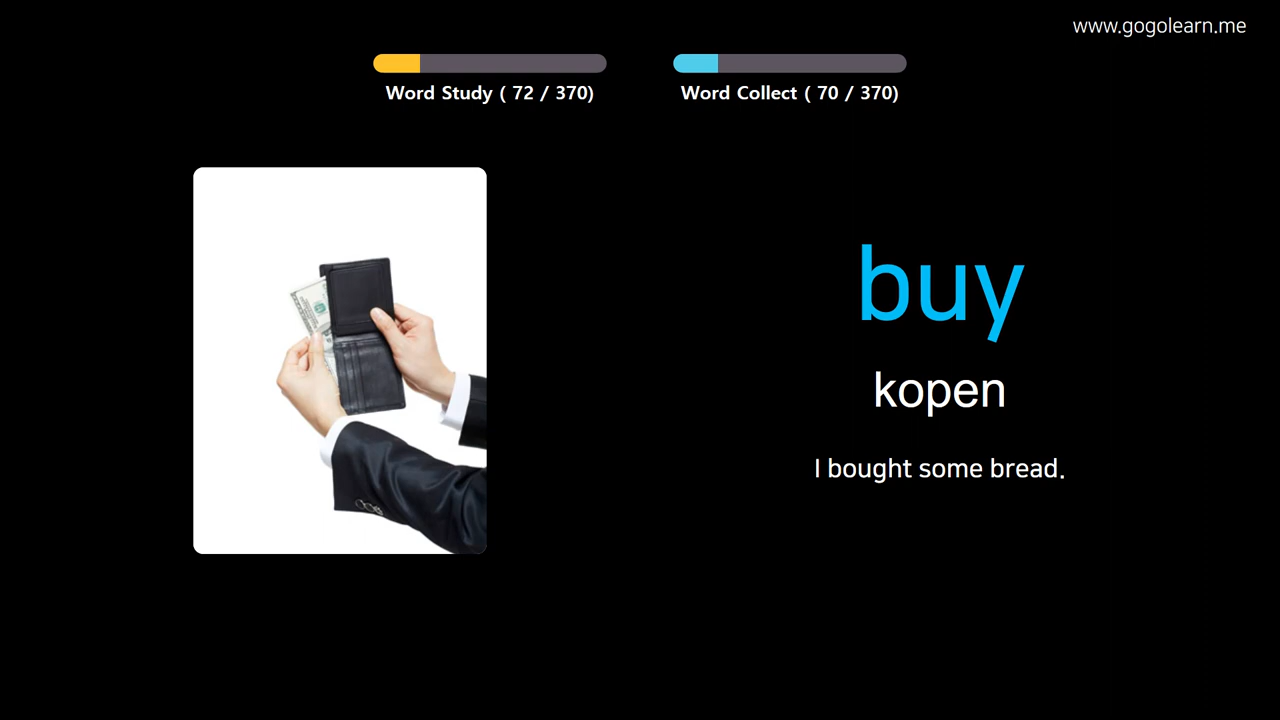 www.gogolearn.me
Word Study ( 72 / 370)
Word Collect ( 70 / 370)
buy
kopen
I bought some bread.